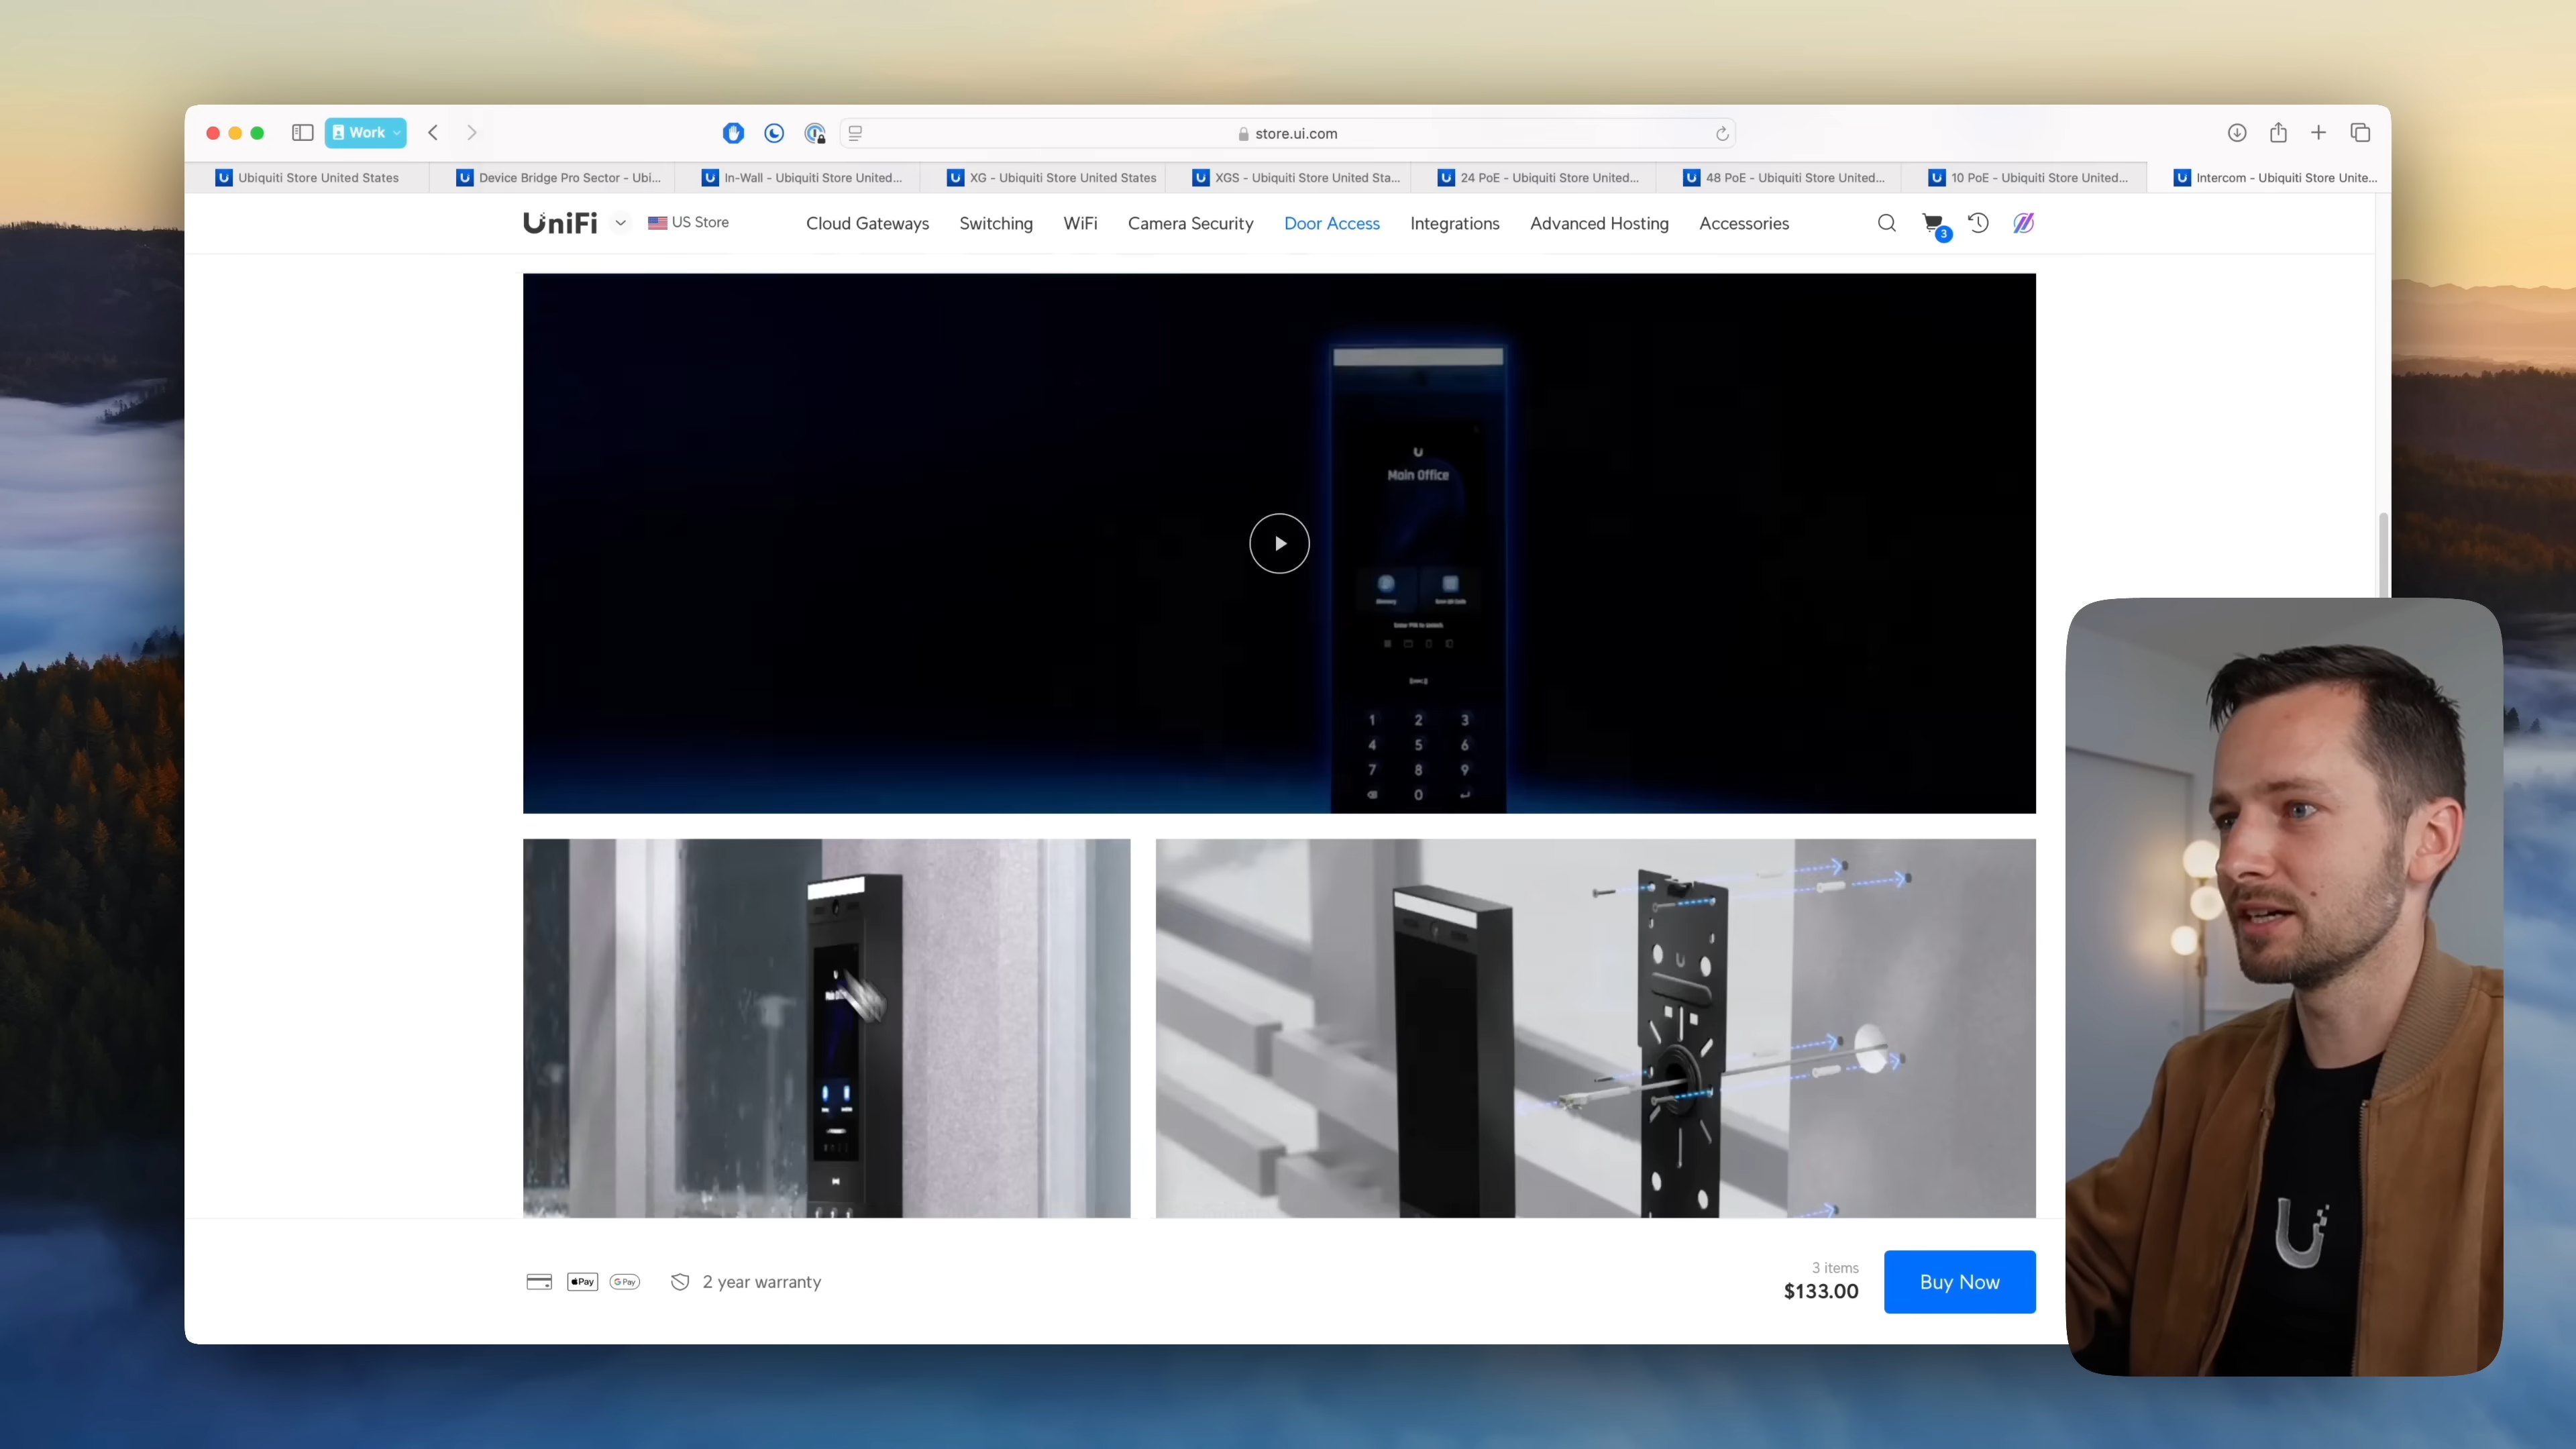 Work
store.ui.com
Ubiquiti Store United States
Device Bridge Pro Sector - Ubi...
In-Wall - Ubiquiti Store United...
XG - Ubiquiti Store United States
XGS - Ubiquiti Store United Sta...
24 PoE - Ubiquiti Store United...
48 PoE - Ubiquiti Store United...
10 PoE - Ubiquiti Store United...
Intercom - Ubiquiti Store Unite...
UniFi
US Store
Cloud Gateways
Switching
WiFi
Camera Security
Door Access
Integrations
Advanced Hosting
Accessories
3
Main Office
Enter PIN to unlock
1 2 3
4 5 6
7 8 9
0
Pay
G Pay
2 year warranty
3 items
$133.00
Buy Now